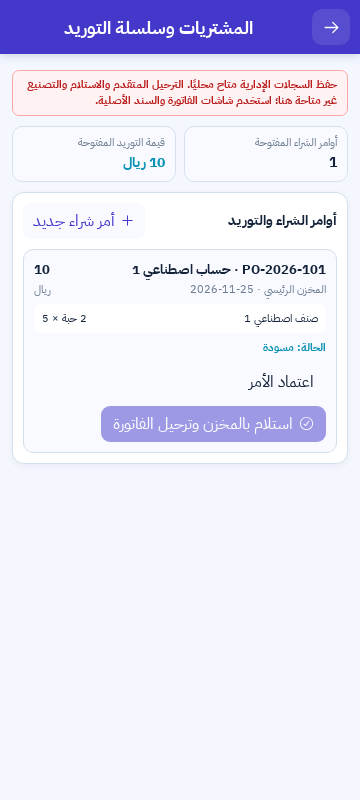 المشتريات وسلسلة التوريد
حفظ السجلات الإدارية متاح محليًا. الترحيل المتقدم والاستلام والتصنيع
غير متاحة هنا؛ استخدم شاشات الفاتورة والسند الأصلية.
أوامر الشراء المفتوحة
1
قيمة التوريد المفتوحة
10 ريال
أوامر الشراء والتوريد
أمر شراء جديد
PO-2026-101 · حساب اصطناعي 1
10
المخزن الرئيسي · 2026-11-25
ريال
صنف اصطناعي 1
2 حبة × 5
الحالة: مسودة
اعتماد الأمر
استلام بالمخزن وترحيل الفاتورة